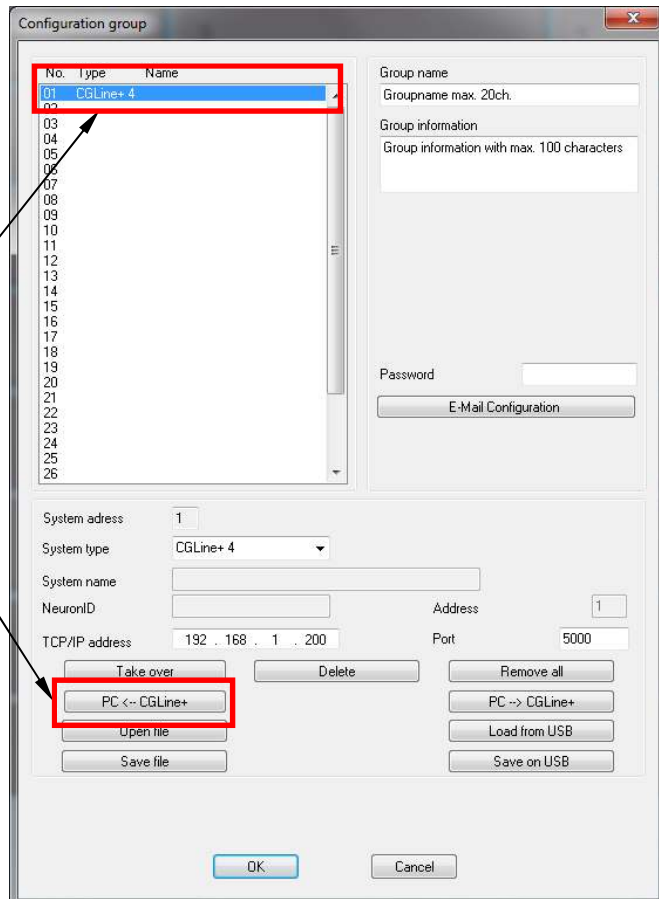 Configuration group
No. Type Name
01 CGLine+ 4
02
03
04
05
06
07
08
09
10
11
12
13
14
15
16
17
18
19
20
21
22
23
24
25
26
Group name
Groupname max. 20ch.
Group information
Group information with max. 100 characters
Password
E-Mail Configuration
System adress 1
System type CGLine+ 4
System name
NeuronID Address 1
TCP/IP address 192 . 168 . 1 . 200 Port 5000
Take over Delete Remove all
PC <-- CGLine+ PC --> CGLine+
Open file Load from USB
Save file Save on USB
OK Cancel